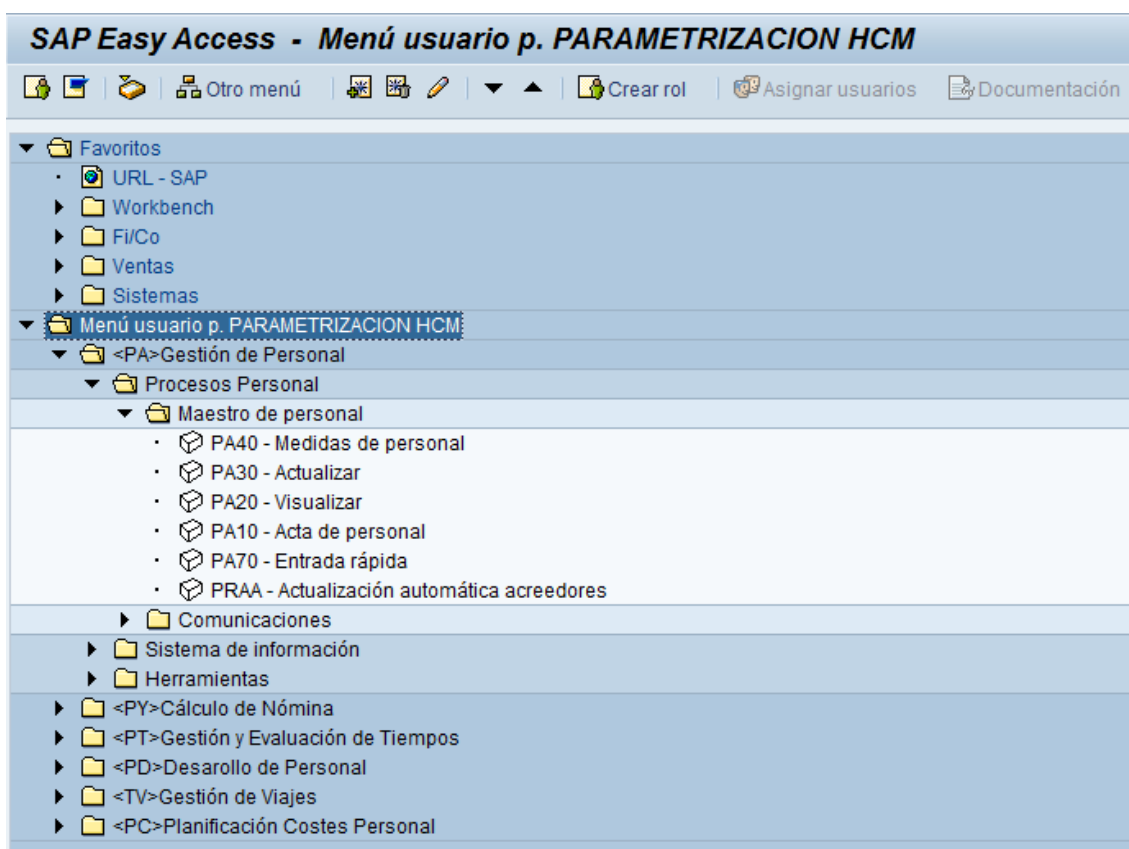 SAP Easy Access - Menú usuario p. PARAMETRIZACION HCM
Otro menú Crear rol Asignar usuarios Documentación
Favoritos
URL - SAP
Workbench
Fi/Co
Ventas
Sistemas
Menú usuario p. PARAMETRIZACION HCM
<PA>Gestión de Personal
Procesos Personal
Maestro de personal
PA40 - Medidas de personal
PA30 - Actualizar
PA20 - Visualizar
PA10 - Acta de personal
PA70 - Entrada rápida
PRAA - Actualización automática acreedores
Comunicaciones
Sistema de información
Herramientas
<PY>Cálculo de Nómina
<PT>Gestión y Evaluación de Tiempos
<PD>Desarollo de Personal
<TV>Gestión de Viajes
<PC>Planificación Costes Personal